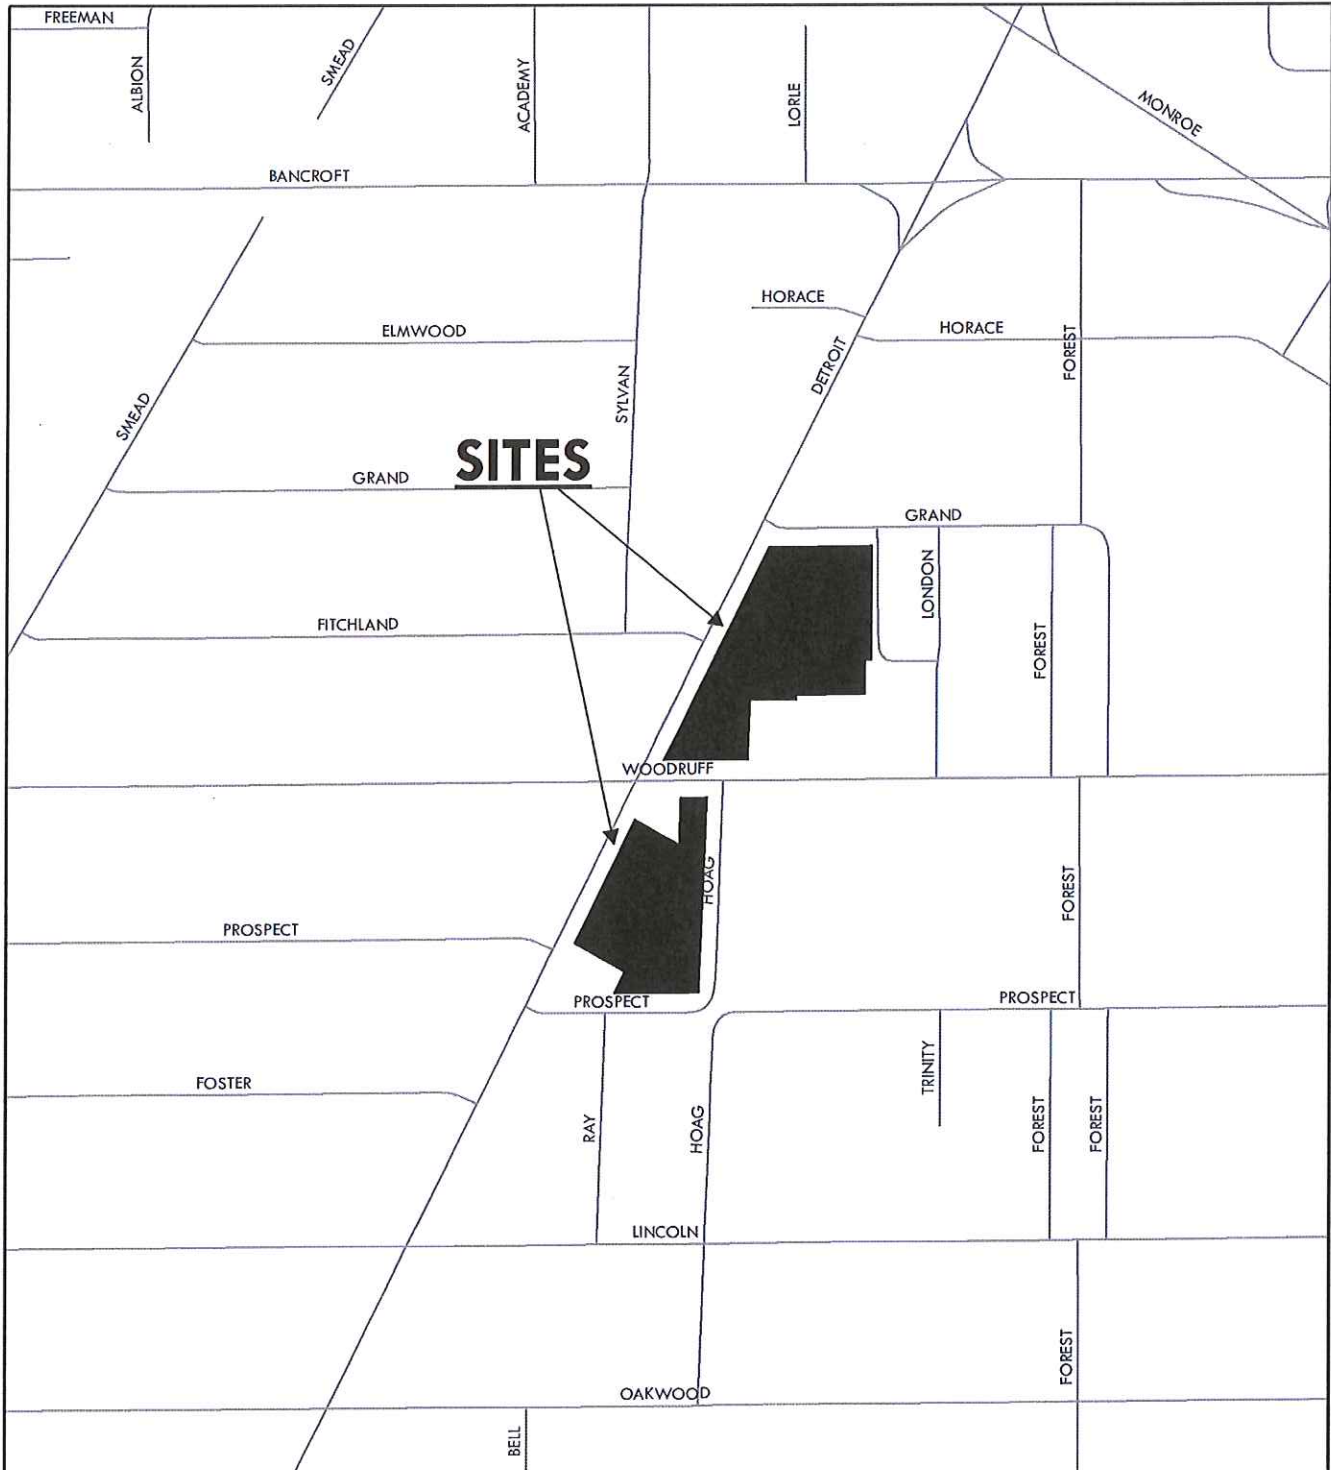 FREEMAN
ALBION
SMEAD
ACADEMY
LORLE
MONROE
BANCROFT
HORACE
ELMWOOD
HORACE
FOREST
DETROIT
SYLVAN
SMEAD
SITES
GRAND
GRAND
LONDON
FITCHLAND
FOREST
WOODRUFF
HOAG
FOREST
PROSPECT
PROSPECT
PROSPECT
TRINITY
FOSTER
RAY
HOAG
FOREST
FOREST
LINCOLN
FOREST
OAKWOOD
BELL